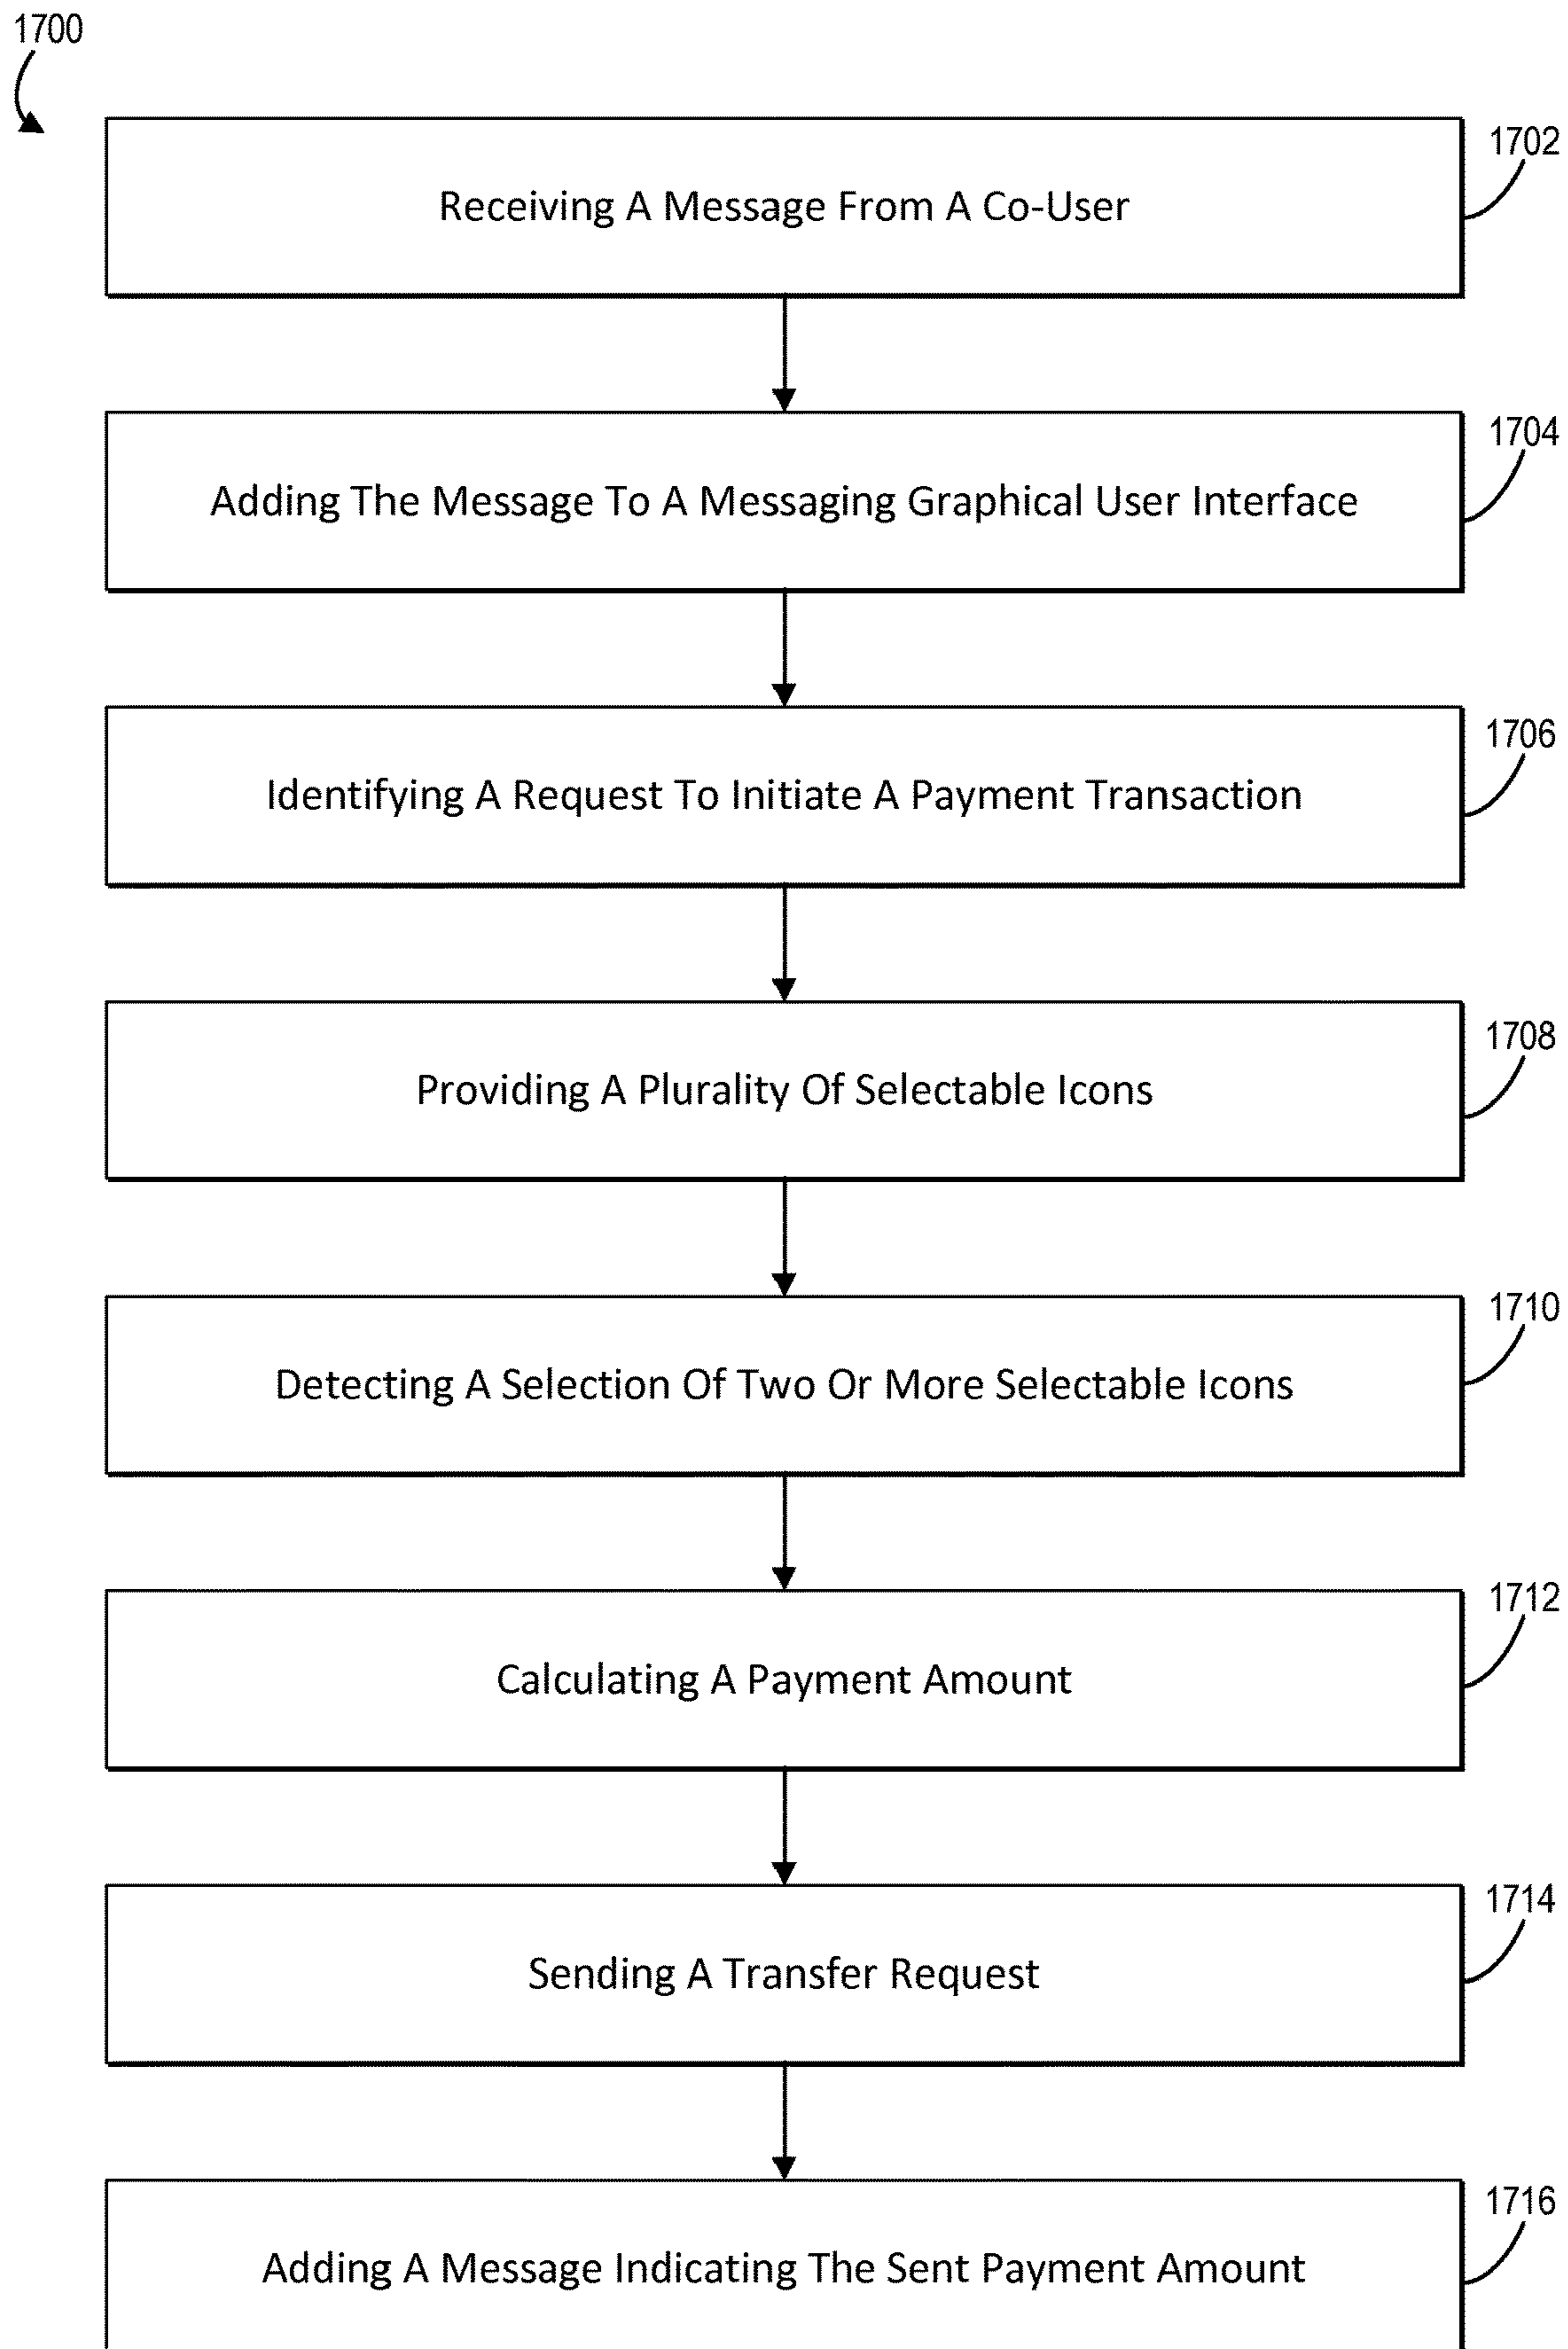 1700
1702
Receiving A Message From A Co-User
1704
Adding The Message To A Messaging Graphical User Interface
1706
Identifying A Request To Initiate A Payment Transaction
1708
Providing A Plurality Of Selectable Icons
1710
Detecting A Selection Of Two Or More Selectable Icons
1712
Calculating A Payment Amount
1714
Sending A Transfer Request
1716
Adding A Message Indicating The Sent Payment Amount